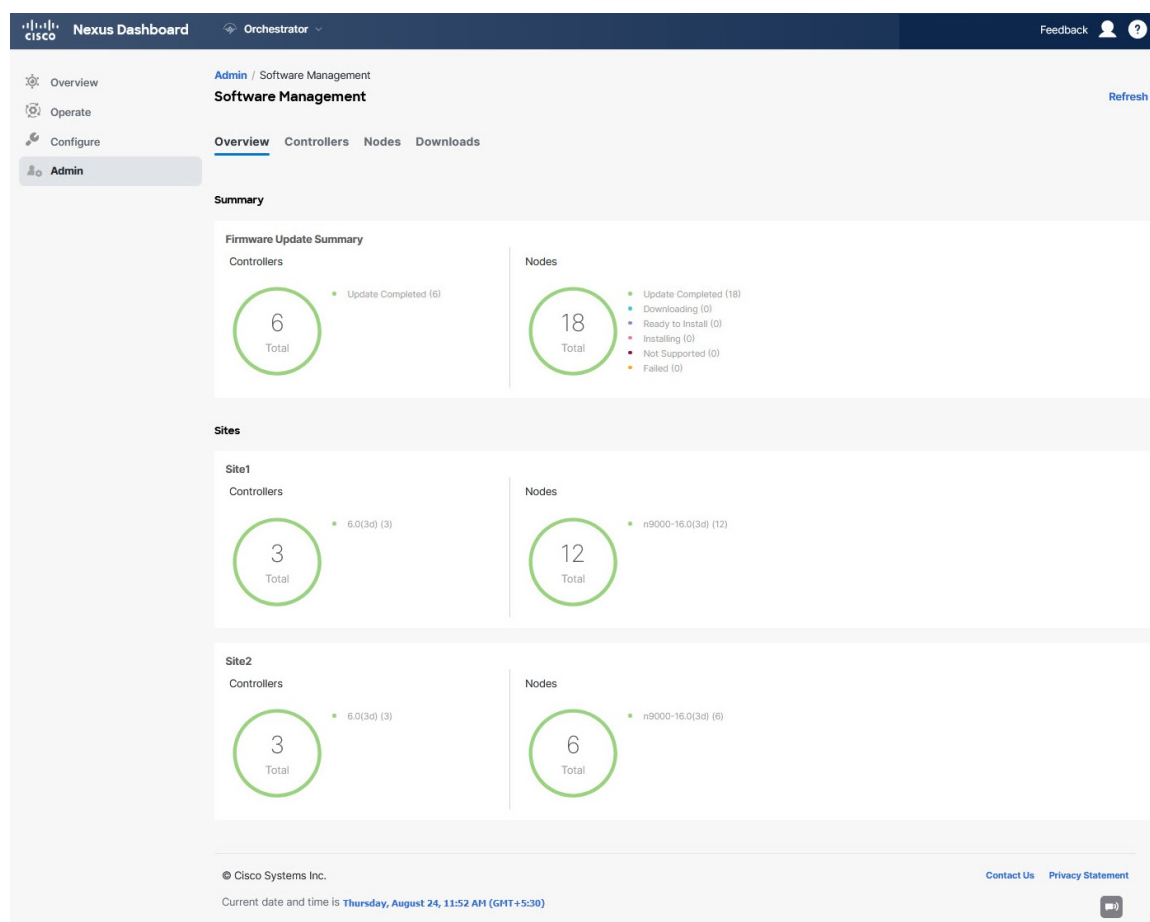 CISCO Nexus Dashboard Orchestrator Feedback ?
Overview
Operate
Configure
Admin
Admin / Software Management
Software Management
Refresh
Overview Controllers Nodes Downloads
Summary
Firmware Update Summary
Controllers
6
Total
Update Completed (6)
Nodes
18
Total
Update Completed (18)
Downloading (0)
Ready to Install (0)
Installing (0)
Not Supported (0)
Failed (0)
Sites
Site1
Controllers
3
Total
6.0(3d) (3)
Nodes
12
Total
n9000-16.0(3d) (12)
Site2
Controllers
3
Total
6.0(3d) (3)
Nodes
6
Total
n9000-16.0(3d) (6)
© Cisco Systems Inc.
Contact Us Privacy Statement
Current date and time is Thursday, August 24, 11:52 AM (GMT+5:30)